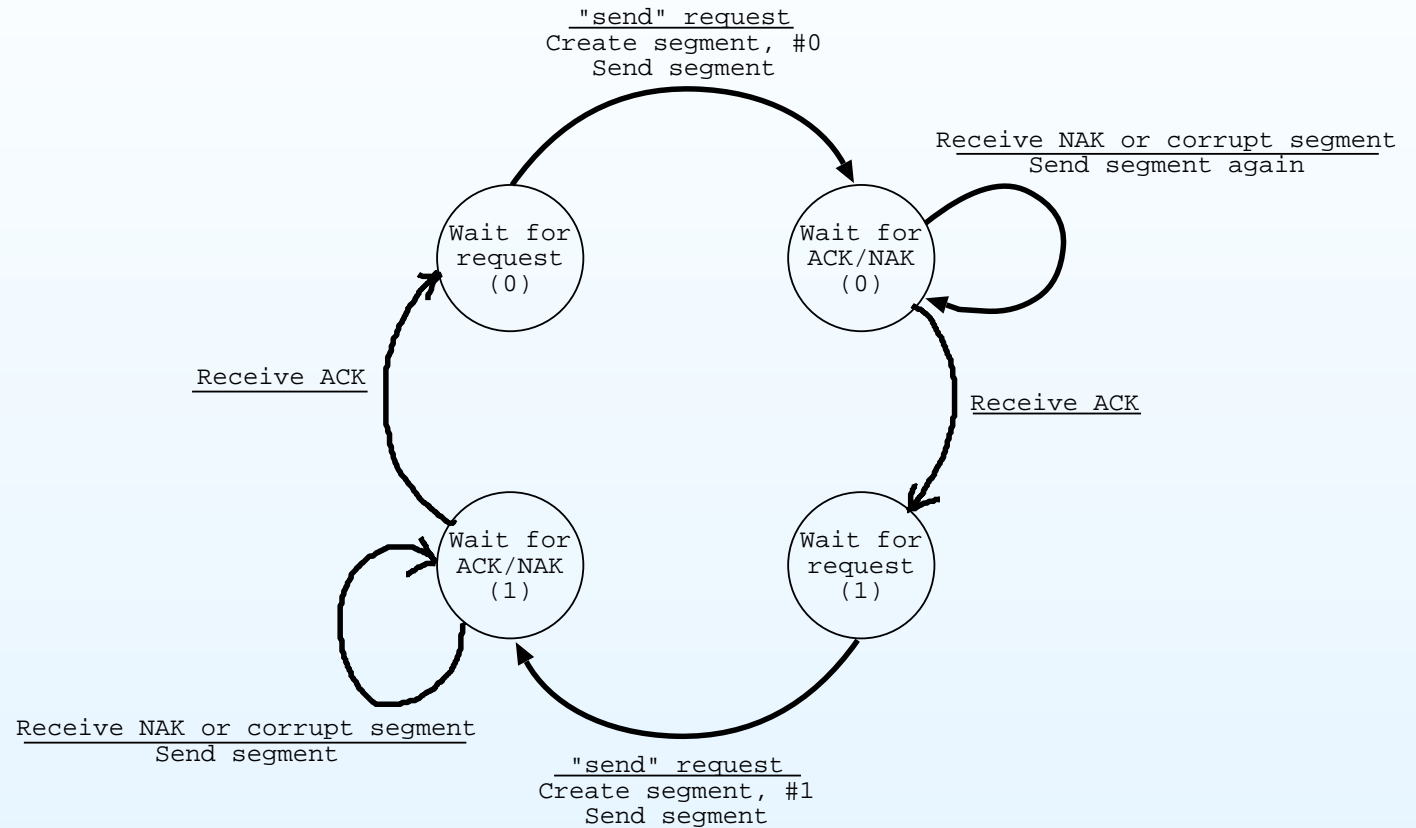 "send" request
Create segment, #0
Send segment
Receive NAK or corrupt segment
Send segment again
Wait for
request
(0)
Wait for
ACK/NAK
(0)
Receive ACK
Receive ACK
Wait for
ACK/NAK
(1)
Wait for
request
(1)
Receive NAK or corrupt segment
Send segment
"send" request
Create segment, #1
Send segment